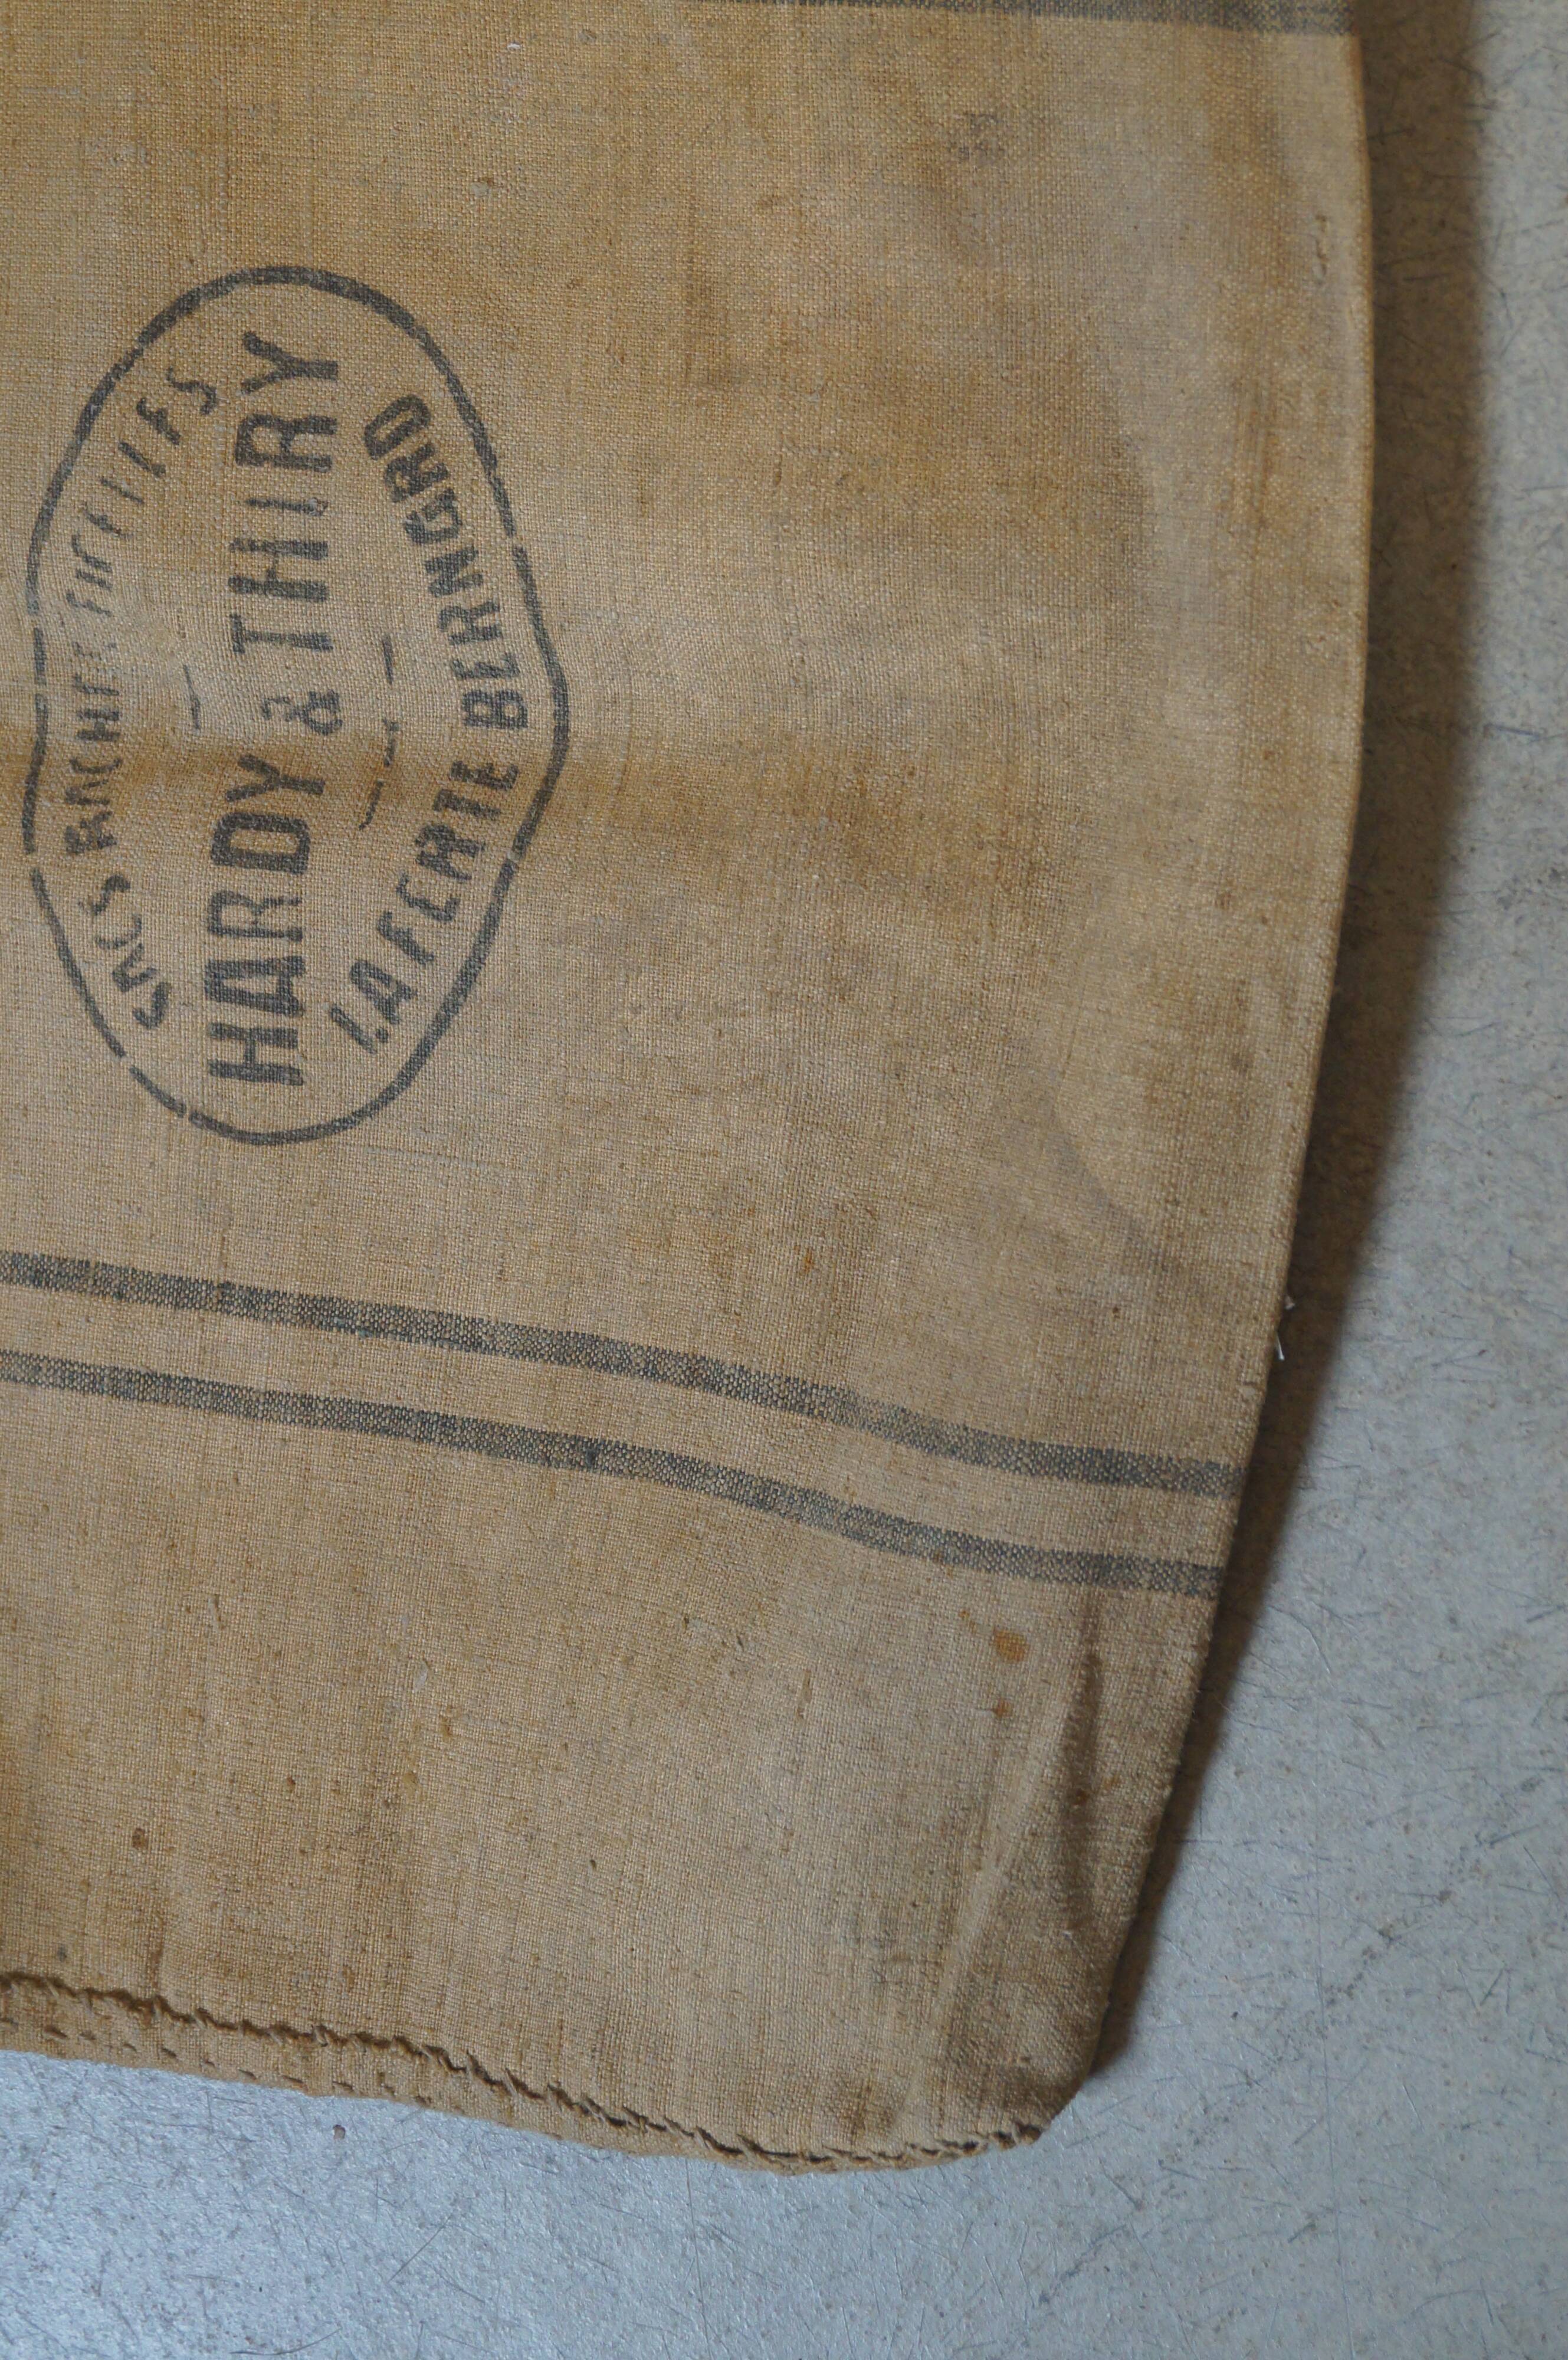 SACS BACHES FICELLES
HARDY & THIRY
LA FERTE BERNARD